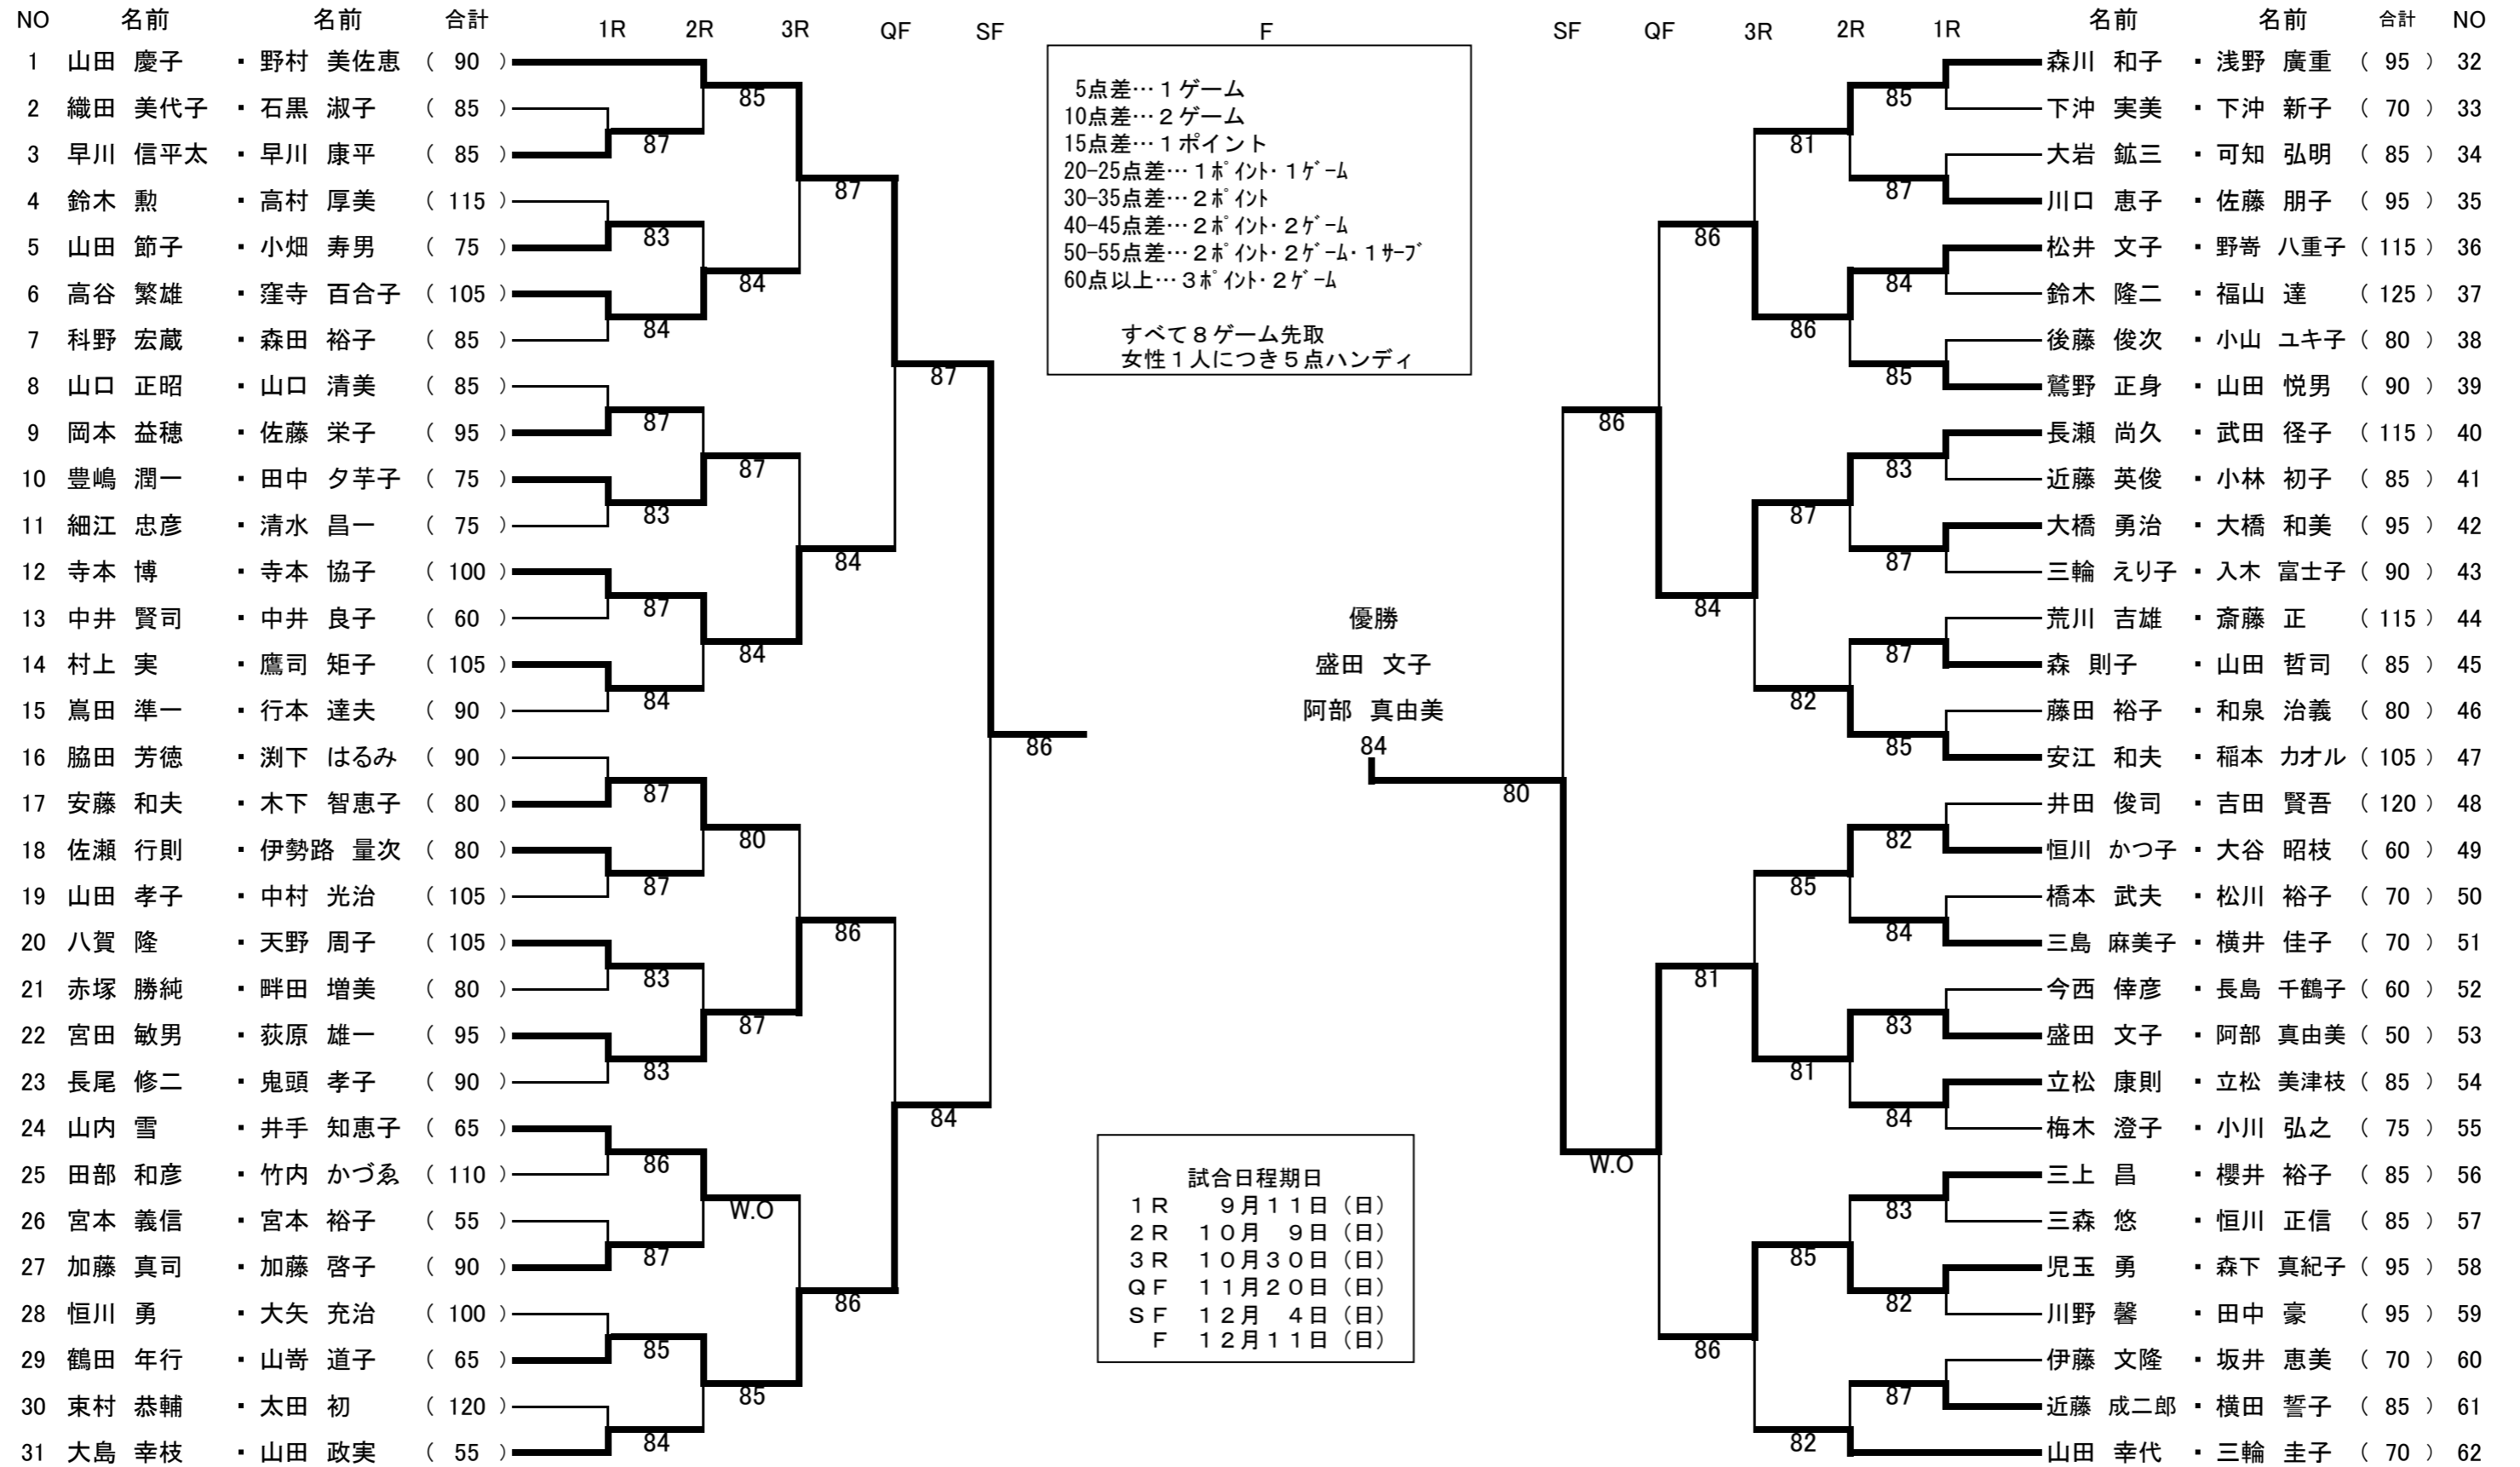 NO 名前 名前 合計 1R 2R 3R QF SF F SF QF 3R 2R 1R 名前 名前 合計 NO
1 山田 慶子 ・ 野村 美佐恵 ( 90 ) 森川 和子 ・ 浅野 廣重 ( 95 ) 32
5点差…１ゲーム
85 85
2 織田 美代子 ・ 石黒 淑子 ( 85 ) 10点差…２ゲーム 下沖 実美 ・ 下沖 新子 ( 70 ) 33
87 15点差…１ポイント 81
3 早川 信平太 ・ 早川 康平 ( 85 ) 大岩 鉱三 ・ 可知 弘明 ( 85 ) 34
20-25点差…１ﾎﾟｲﾝﾄ・１ｹﾞｰﾑ
87 87
4 鈴木 勲 ・ 高村 厚美 ( 115 ) 30-35点差…２ﾎﾟｲﾝﾄ 川口 恵子 ・ 佐藤 朋子 ( 95 ) 35
40-45点差…２ﾎﾟｲﾝﾄ・２ｹﾞｰﾑ
83 86
5 山田 節子 ・ 小畑 寿男 ( 75 ) 50-55点差…２ﾎﾟｲﾝﾄ・２ｹﾞｰﾑ・１ｻｰﾌﾞ 松井 文子 ・ 野嵜 八重子 ( 115 ) 36
84 60点以上…３ﾎﾟｲﾝﾄ・２ｹﾞｰﾑ 84
6 高谷 繁雄 ・ 窪寺 百合子 ( 105 ) 鈴木 隆二 ・ 福山 達 ( 125 ) 37
84 すべて８ゲーム先取 86
7 科野 宏蔵 ・ 森田 裕子 ( 85 ) 後藤 俊次 ・ 小山 ユキ子 ( 80 ) 38
女性１人につき５点ハンディ
87 85
8 山口 正昭 ・ 山口 清美 ( 85 ) 鷲野 正身 ・ 山田 悦男 ( 90 ) 39
87 86
9 岡本 益穂 ・ 佐藤 栄子 ( 95 ) 長瀬 尚久 ・ 武田 径子 ( 115 ) 40
87 83
10 豊嶋 潤一 ・ 田中 夕芋子 ( 75 ) 近藤 英俊 ・ 小林 初子 ( 85 ) 41
83 87
11 細江 忠彦 ・ 清水 昌一 ( 75 ) 大橋 勇治 ・ 大橋 和美 ( 95 ) 42
84 87
12 寺本 博 ・ 寺本 協子 ( 100 ) 三輪 えり子 ・ 入木 富士子 ( 90 ) 43
87 84
13 中井 賢司 ・ 中井 良子 ( 60 ) 優勝 荒川 吉雄 ・ 斎藤 正 ( 115 ) 44
84 87
14 村上 実 ・ 鷹司 矩子 ( 105 ) 盛田 文子 森 則子 ・ 山田 哲司 ( 85 ) 45
84 82
15 嶌田 準一 ・ 行本 達夫 ( 90 ) 阿部 真由美 藤田 裕子 ・ 和泉 治義 ( 80 ) 46
86 84 85
16 脇田 芳徳 ・ 渕下 はるみ ( 90 ) 安江 和夫 ・ 稲本 カオル ( 105 ) 47
87 80
17 安藤 和夫 ・ 木下 智恵子 ( 80 ) 井田 俊司 ・ 吉田 賢吾 ( 120 ) 48
80 82
18 佐瀬 行則 ・ 伊勢路 量次 ( 80 ) 恒川 かつ子 ・ 大谷 昭枝 ( 60 ) 49
87 85
19 山田 孝子 ・ 中村 光治 ( 105 ) 橋本 武夫 ・ 松川 裕子 ( 70 ) 50
86 84
20 八賀 隆 ・ 天野 周子 ( 105 ) 三島 麻美子 ・ 横井 佳子 ( 70 ) 51
83 81
21 赤塚 勝純 ・ 畔田 増美 ( 80 ) 今西 倖彦 ・ 長島 千鶴子 ( 60 ) 52
87 83
22 宮田 敏男 ・ 荻原 雄一 ( 95 ) 盛田 文子 ・ 阿部 真由美 ( 50 ) 53
83 81
23 長尾 修二 ・ 鬼頭 孝子 ( 90 ) 立松 康則 ・ 立松 美津枝 ( 85 ) 54
84 84
24 山内 雪 ・ 井手 知恵子 ( 65 ) 梅木 澄子 ・ 小川 弘之 ( 75 ) 55
86 W.O
25 田部 和彦 ・ 竹内 かづゑ ( 110 ) 試合日程期日 三上 昌 ・ 櫻井 裕子 ( 85 ) 56
W.O １Ｒ ９月１１日（日） 83
26 宮本 義信 ・ 宮本 裕子 ( 55 ) ２Ｒ １０月 ９日（日） 三森 悠 ・ 恒川 正信 ( 85 ) 57
87 ３Ｒ １０月３０日（日） 85
27 加藤 真司 ・ 加藤 啓子 ( 90 ) ＱＦ １１月２０日（日） 児玉 勇 ・ 森下 真紀子 ( 95 ) 58
86 82
28 恒川 勇 ・ 大矢 充治 ( 100 ) ＳＦ １２月 ４日（日） 川野 馨 ・ 田中 豪 ( 95 ) 59
85 Ｆ １２月１１日（日） 86
29 鶴田 年行 ・ 山嵜 道子 ( 65 ) 伊藤 文隆 ・ 坂井 恵美 ( 70 ) 60
85 87
30 東村 恭輔 ・ 太田 初 ( 120 ) 近藤 成二郎 ・ 横田 誓子 ( 85 ) 61
84 82
31 大島 幸枝 ・ 山田 政実 ( 55 ) 山田 幸代 ・ 三輪 圭子 ( 70 ) 62